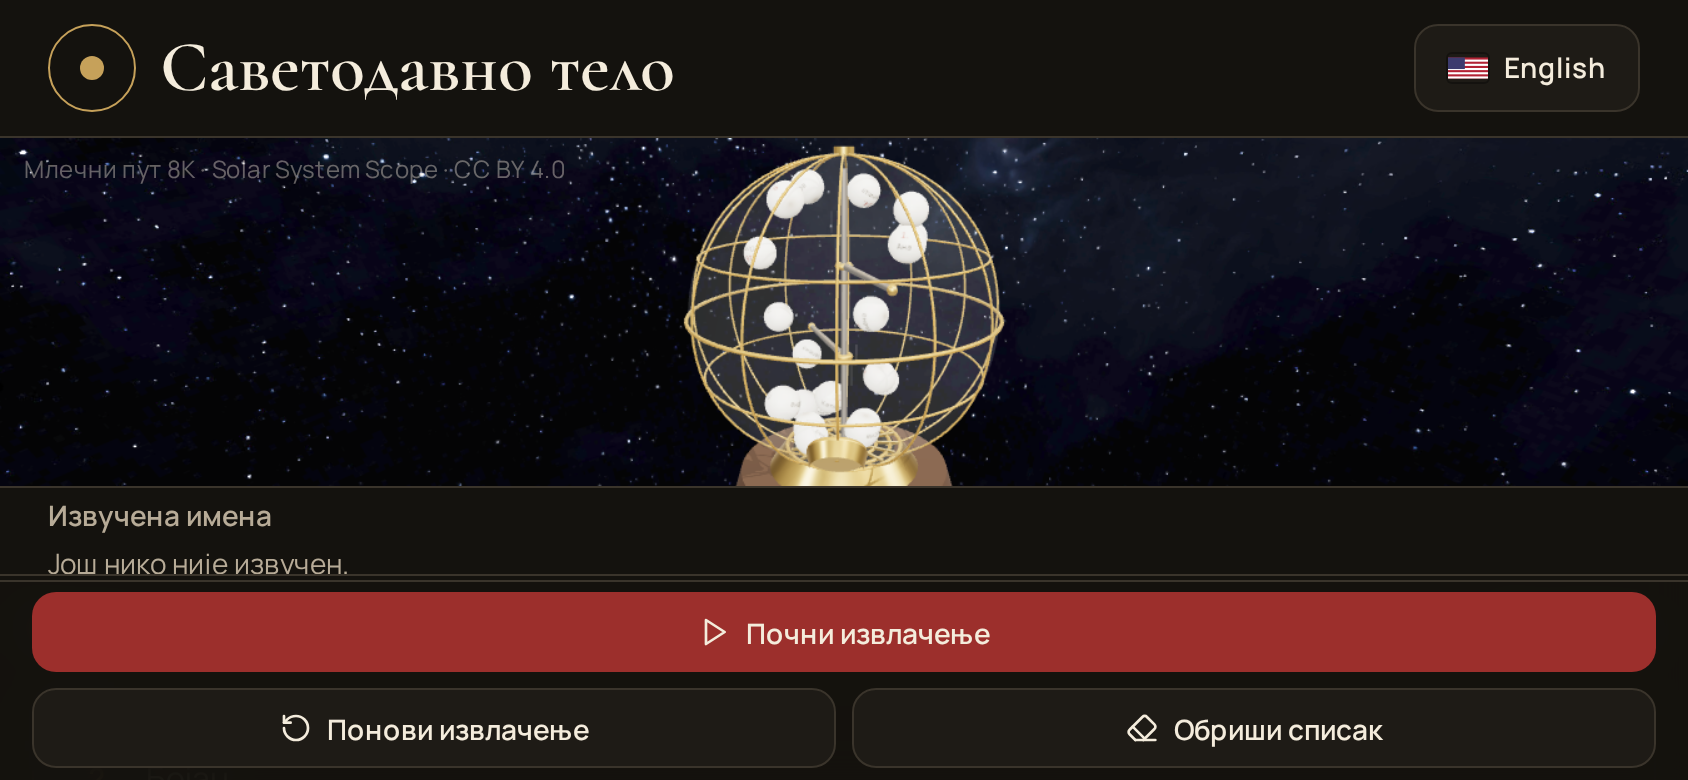 Саветодавно тело
English
Млечни пут 8K · Solar System Scope · CC BY 4.0
Извучена имена
Још нико није извучен.
Почни извлачење
Понови извлачење
Обриши списак